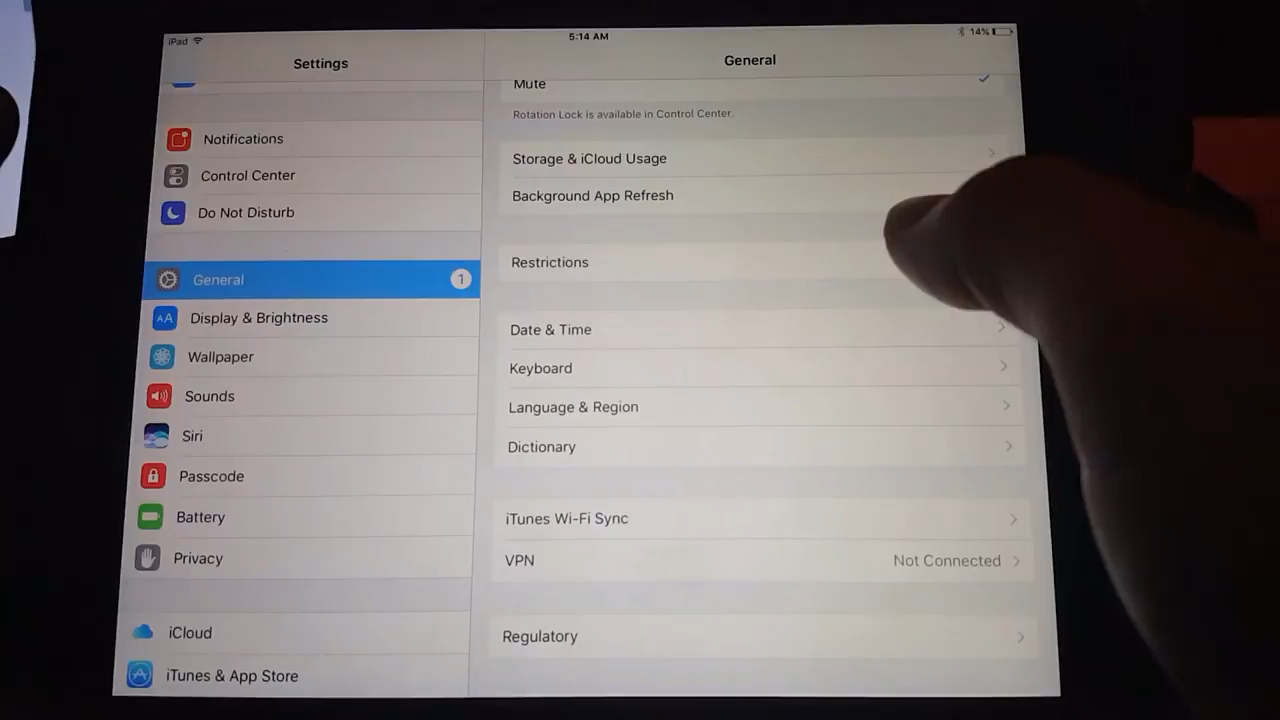 iPad
5:14 AM
14%
Settings
General
Notifications
Control Center
Do Not Disturb
General
1
Display & Brightness
AA
Wallpaper
Sounds
Siri
Passcode
Battery
Privacy
iCloud
iTunes & App Store
Mute
Rotation Lock is available in Control Center.
Storage & iCloud Usage
Background App Refresh
Restrictions
Date & Time
Keyboard
Language & Region
Dictionary
iTunes Wi-Fi Sync
VPN
Not Connected
Regulatory